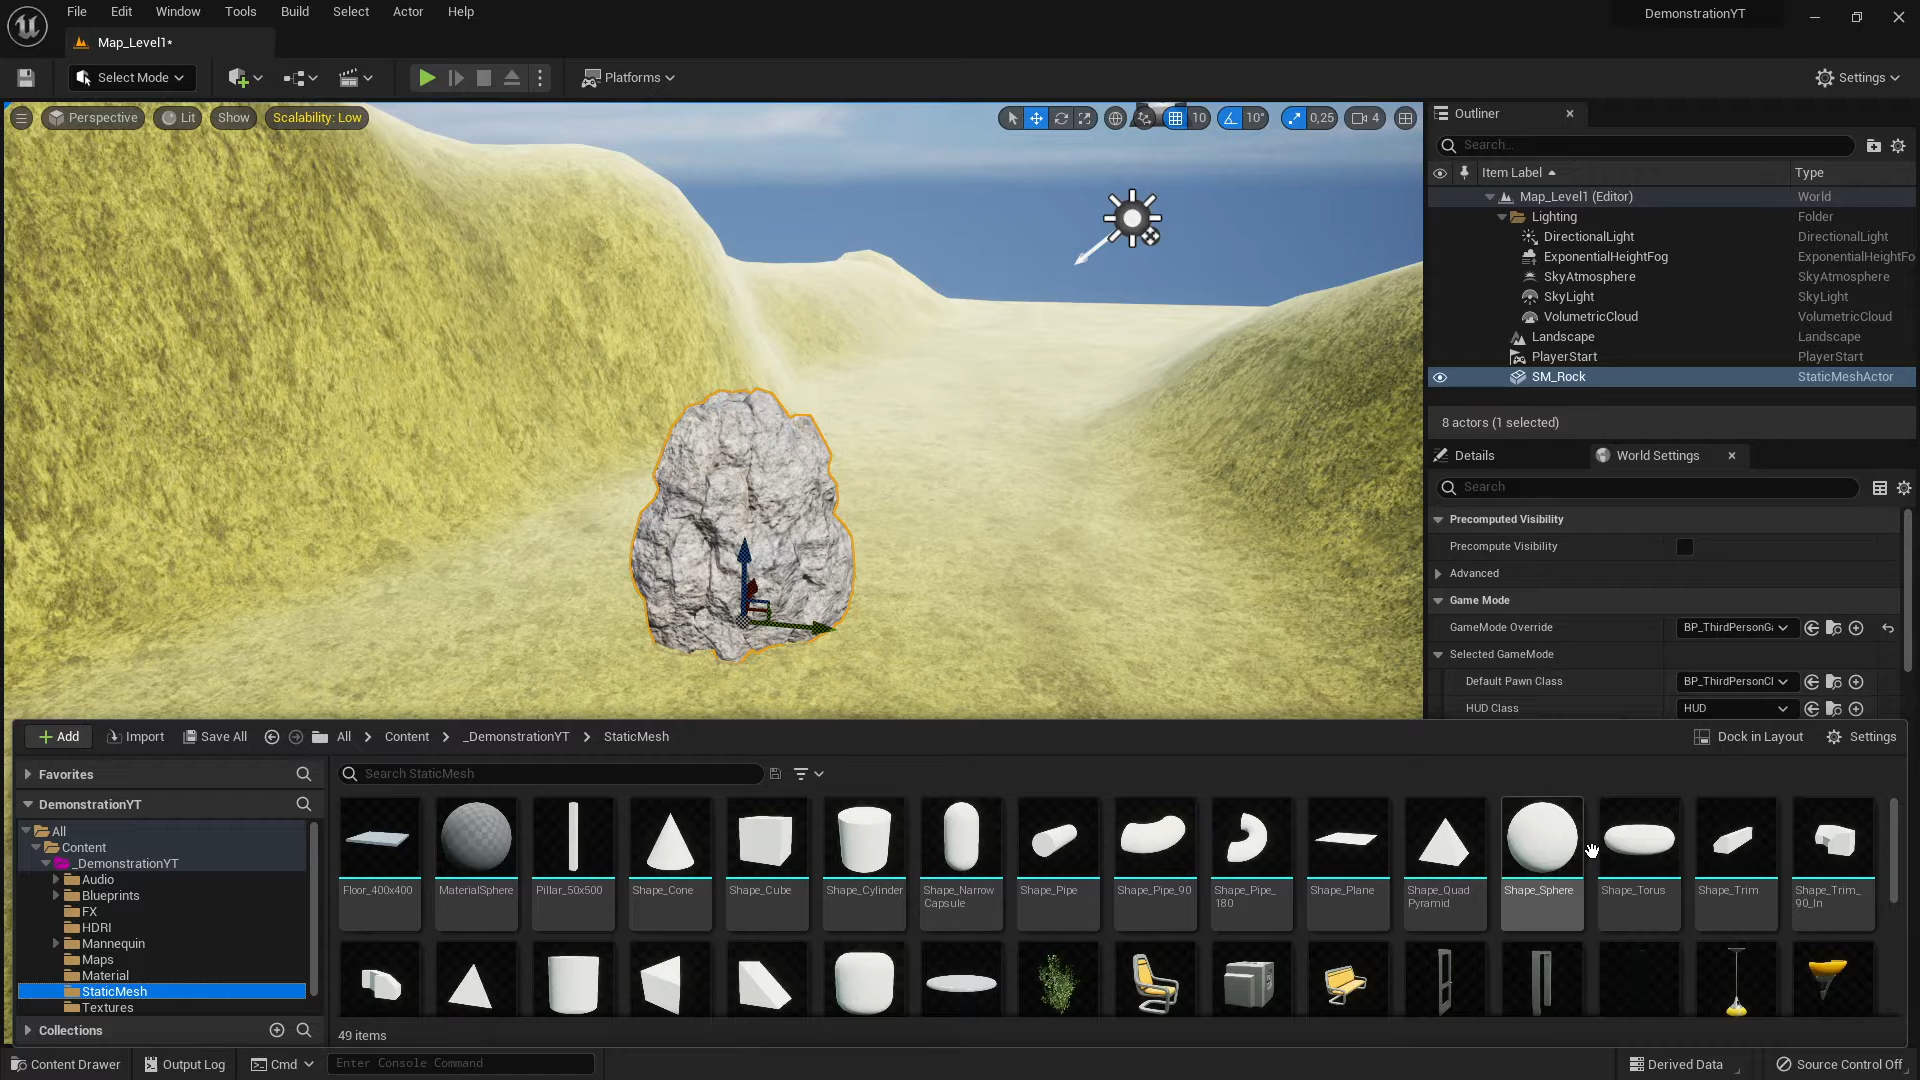 File Edit Window Tools Build Select Actor Help
DemonstrationYT
Map_Level1*
Select Mode
Platforms
Settings
Perspective Lit Show Scalability: Low
10 10° 0,25 4
Outliner
Search...
Item Label Type
Map_Level1 (Editor) World
Lighting Folder
DirectionalLight DirectionalLight
ExponentialHeightFog ExponentialHeightFo
SkyAtmosphere SkyAtmosphere
SkyLight SkyLight
VolumetricCloud VolumetricCloud
Landscape Landscape
PlayerStart PlayerStart
SM_Rock StaticMeshActor
8 actors (1 selected)
Details World Settings
Search
Precomputed Visibility
Precompute Visibility
Advanced
Game Mode
GameMode Override BP_ThirdPersonGa
Selected GameMode
Default Pawn Class BP_ThirdPersonCl
HUD Class HUD
Add Import Save All All Content _DemonstrationYT StaticMesh Dock in Layout Settings
Favorites
DemonstrationYT
All
Content
_DemonstrationYT
Audio
Blueprints
FX
HDRI
Mannequin
Maps
Material
StaticMesh
Textures
Collections
Search StaticMesh
Floor_400x400 MaterialSphere Pillar_50x500 Shape_Cone Shape_Cube Shape_Cylinder Shape_Narrow Shape_Pipe Shape_Pipe_90 Shape_Pipe_ Shape_Plane Shape_Quad Shape_Sphere Shape_Torus Shape_Trim Shape_Trim_
Capsule 180 Pyramid 90_In
49 items
Content Drawer Output Log Cmd Enter Console Command Derived Data Source Control Off